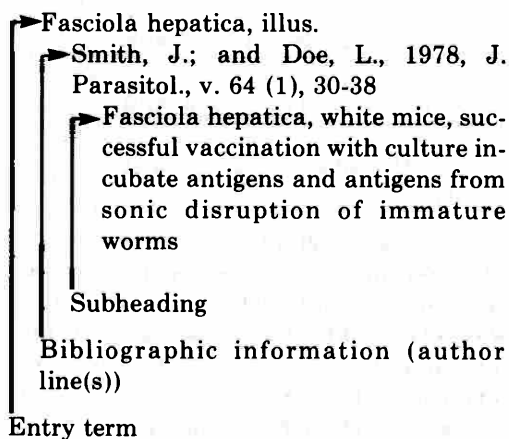 Fasciola hepatica, illus.
Smith, J.; and Doe, L., 1978, J.
Parasitol., v. 64 (1), 30-38
Fasciola hepatica, white mice, suc-
cessful vaccination with culture in-
cubate antigens and antigens from
sonic disruption of immature
worms
Subheading
Bibliographic information (author
line(s))
Entry term